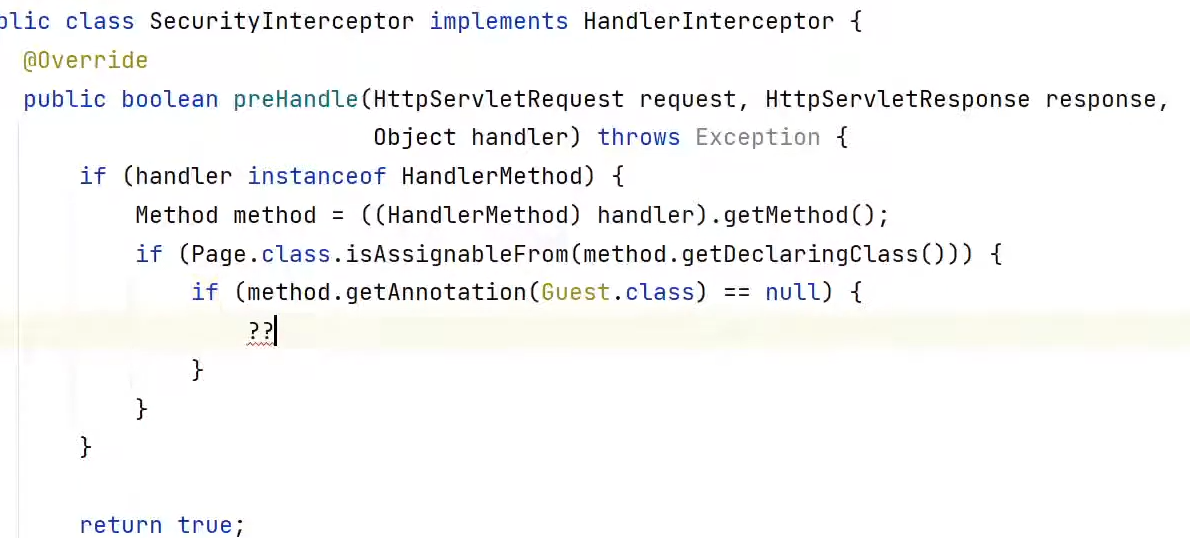 blic class SecurityInterceptor implements HandlerInterceptor {
@Override
public boolean preHandle(HttpServletRequest request, HttpServletResponse response,
Object handler) throws Exception {
if (handler instanceof HandlerMethod) {
Method method = ((HandlerMethod) handler).getMethod();
if (Page.class.isAssignableFrom(method.getDeclaringClass())) {
if (method.getAnnotation(Guest.class) == null) {
??
}
}
}
return true;